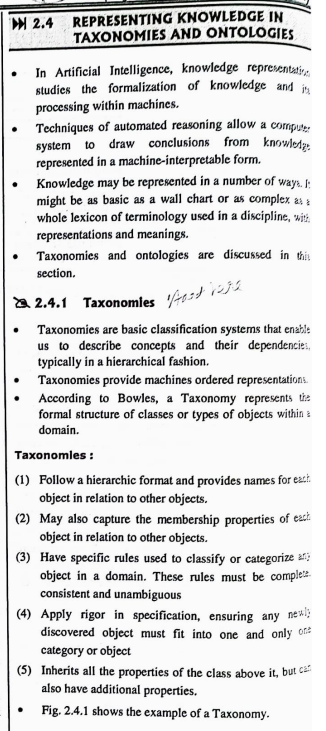 2.4 REPRESENTING KNOWLEDGE IN
TAXONOMIES AND ONTOLOGIES
• In Artificial Intelligence, knowledge representation
studies the formalization of knowledge and its
processing within machines.
• Techniques of automated reasoning allow a computer
system to draw conclusions from knowledge
represented in a machine-interpretable form.
• Knowledge may be represented in a number of ways. It
might be as basic as a wall chart or as complex as a
whole lexicon of terminology used in a discipline, with
representations and meanings.
• Taxonomies and ontologies are discussed in this
section.
2.4.1 Taxonomies
• Taxonomies are basic classification systems that enable
us to describe concepts and their dependencies,
typically in a hierarchical fashion.
• Taxonomies provide machines ordered representations.
• According to Bowles, a Taxonomy represents the
formal structure of classes or types of objects within a
domain.
Taxonomies :
(1) Follow a hierarchic format and provides names for each
object in relation to other objects.
(2) May also capture the membership properties of each
object in relation to other objects.
(3) Have specific rules used to classify or categorize any
object in a domain. These rules must be complete,
consistent and unambiguous
(4) Apply rigor in specification, ensuring any newly
discovered object must fit into one and only one
category or object
(5) Inherits all the properties of the class above it, but can
also have additional properties.
• Fig. 2.4.1 shows the example of a Taxonomy.